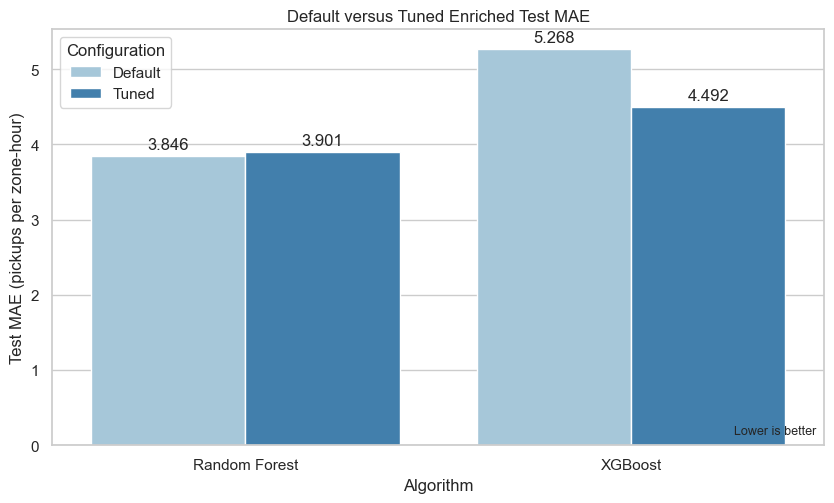 Default versus Tuned Enriched Test MAE
Configuration
Default
Tuned
3.846
3.901
5.268
4.492
Test MAE (pickups per zone-hour)
5
4
3
2
1
0
Lower is better
Random Forest
XGBoost
Algorithm